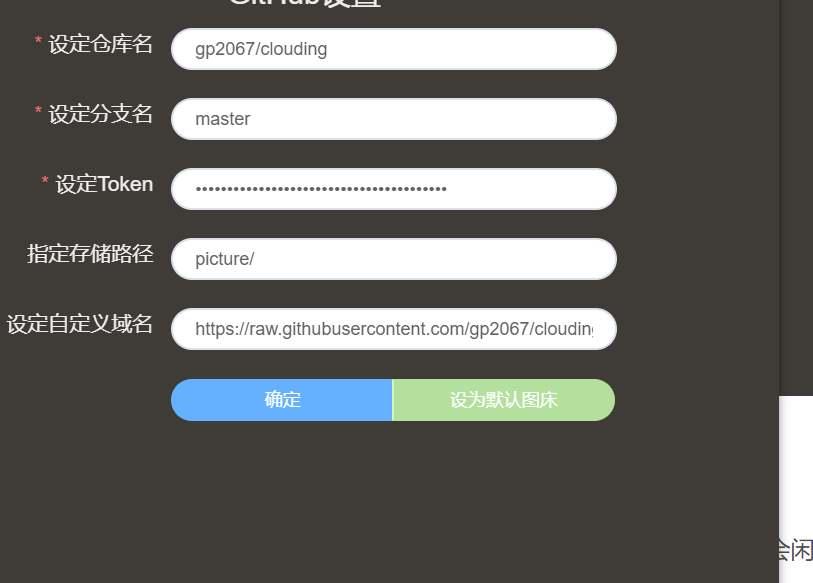 GitHub设置
* 设定仓库名 gp2067/clouding
* 设定分支名 master
* 设定Token ••••••••••••••••••••••••••••••••••••••••
指定存储路径 picture/
设定自定义域名 https://raw.githubusercontent.com/gp2067/clouding
确定 设为默认图床
会闲